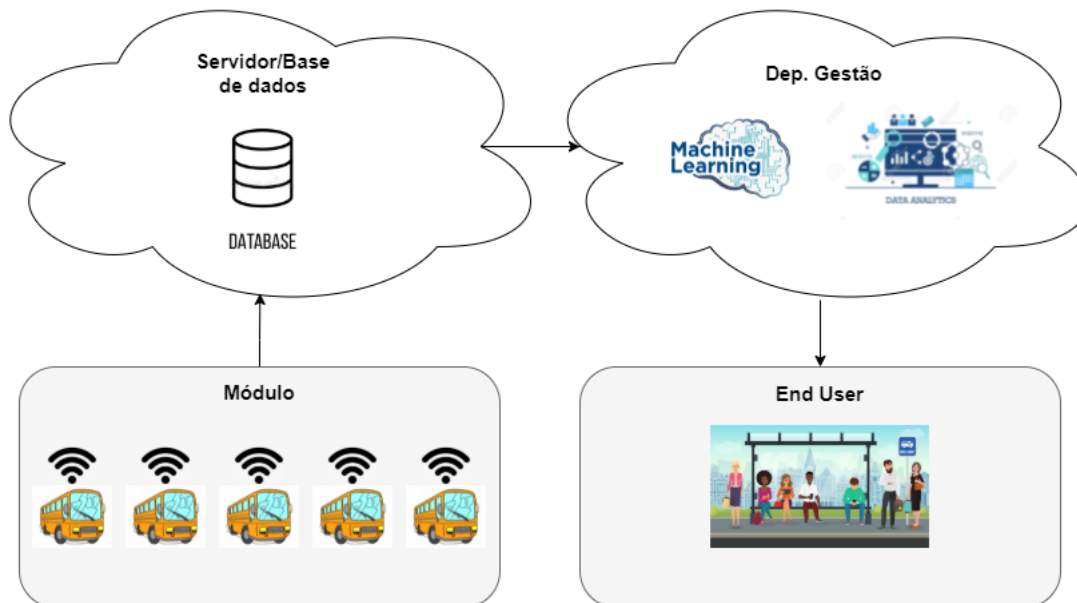 Servidor/Base
de dados
DATABASE
Dep. Gestão
Machine
Learning
DATA ANALYTICS
Módulo
End User